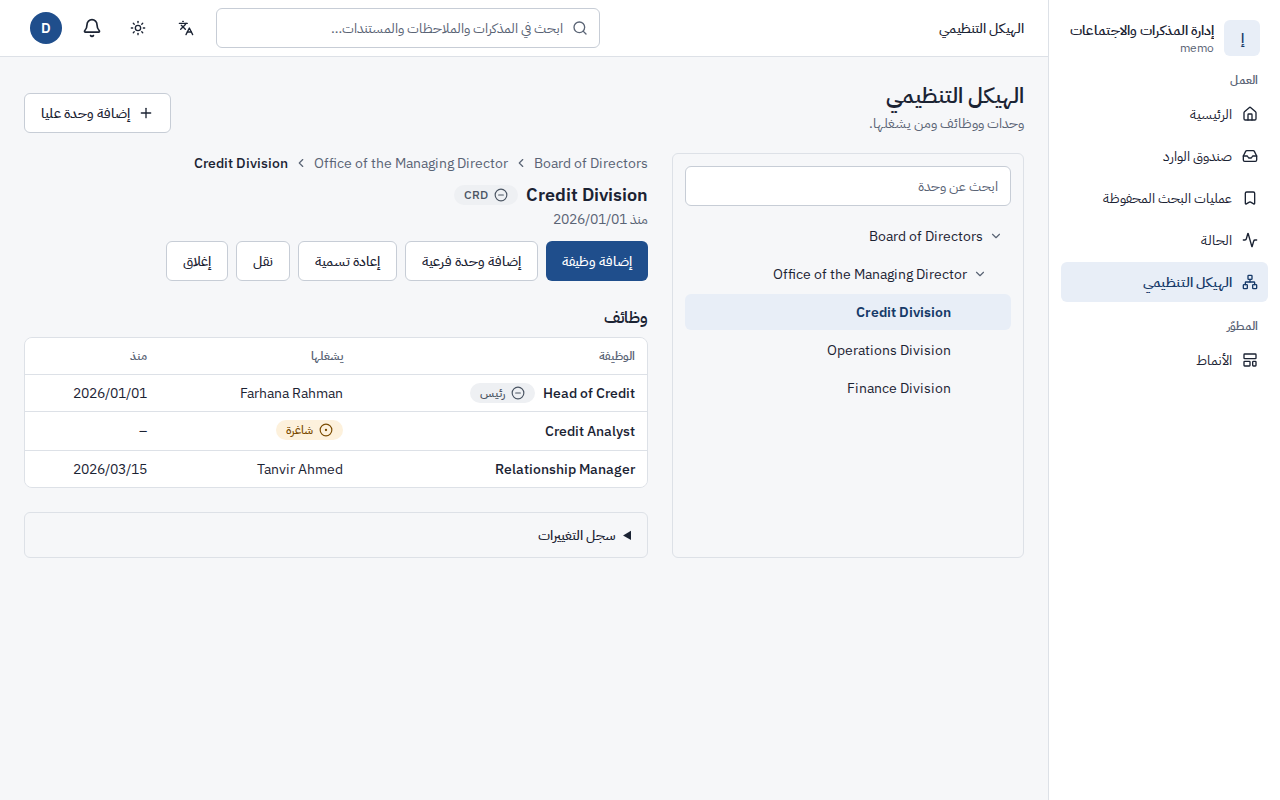 إدارة المذكرات والاجتماعات
memo
إ
العمل
الرئيسية
صندوق الوارد
عمليات البحث المحفوظة
الحالة
الهيكل التنظيمي
المطوّر
الأنماط
الهيكل التنظيمي
ابحث في المذكرات والملاحظات والمستندات...
D
الهيكل التنظيمي
وحدات ووظائف ومن يشغلها.
إضافة وحدة عليا
ابحث عن وحدة
Board of Directors
Office of the Managing Director
Credit Division
Operations Division
Finance Division
Board of Directors
Office of the Managing Director
Credit Division
Credit Division CRD
منذ 2026/01/01
إضافة وظيفة
إضافة وحدة فرعية
إعادة تسمية
نقل
إغلاق
وظائف
الوظيفة يشغلها منذ
Head of Credit رئيس Farhana Rahman 2026/01/01
Credit Analyst شاغرة –
Relationship Manager Tanvir Ahmed 2026/03/15
سجل التغييرات